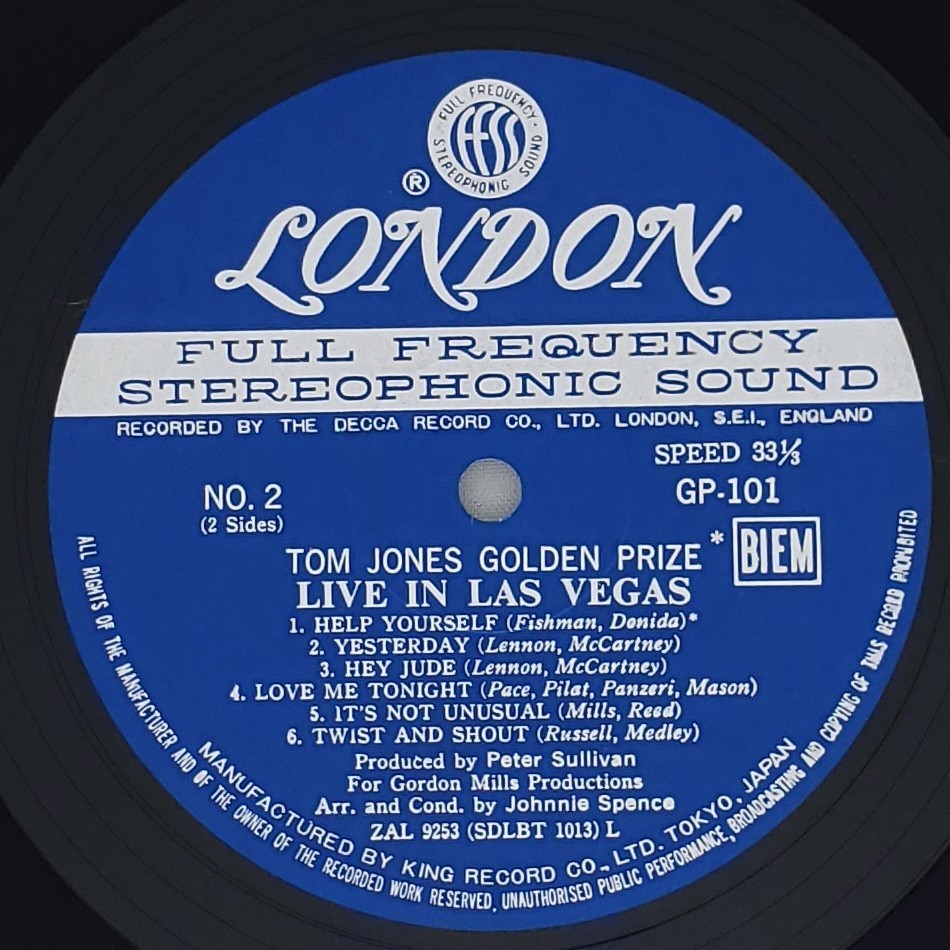 FULL FREQUENCY · STEREOPHONIC SOUND ·
FFSS
®
LONDON
FULL FREQUENCY
STEREOPHONIC SOUND
RECORDED BY THE DECCA RECORD CO., LTD. LONDON, S.E.I., ENGLAND
SPEED 33⅓
NO. 2
GP-101
(2 Sides)
* BIEM
TOM JONES GOLDEN PRIZE
LIVE IN LAS VEGAS
1. HELP YOURSELF (Fishman, Donida)*
2. YESTERDAY (Lennon, McCartney)
3. HEY JUDE (Lennon, McCartney)
4. LOVE ME TONIGHT (Pace, Pilat, Panzeri, Mason)
5. IT'S NOT UNUSUAL (Mills, Reed)
6. TWIST AND SHOUT (Russell, Medley)
Produced by Peter Sullivan
For Gordon Mills Productions
Arr. and Cond. by Johnnie Spence
ZAL 9253 (SDLBT 1013) L
MANUFACTURED BY KING RECORD CO., LTD. TOKYO, JAPAN
ALL RIGHTS OF THE MANUFACTURER AND OF THE OWNER OF THE RECORDED WORK RESERVED. UNAUTHORISED PUBLIC PERFORMANCE, BROADCASTING AND COPYING OF THIS RECORD PROHIBITED